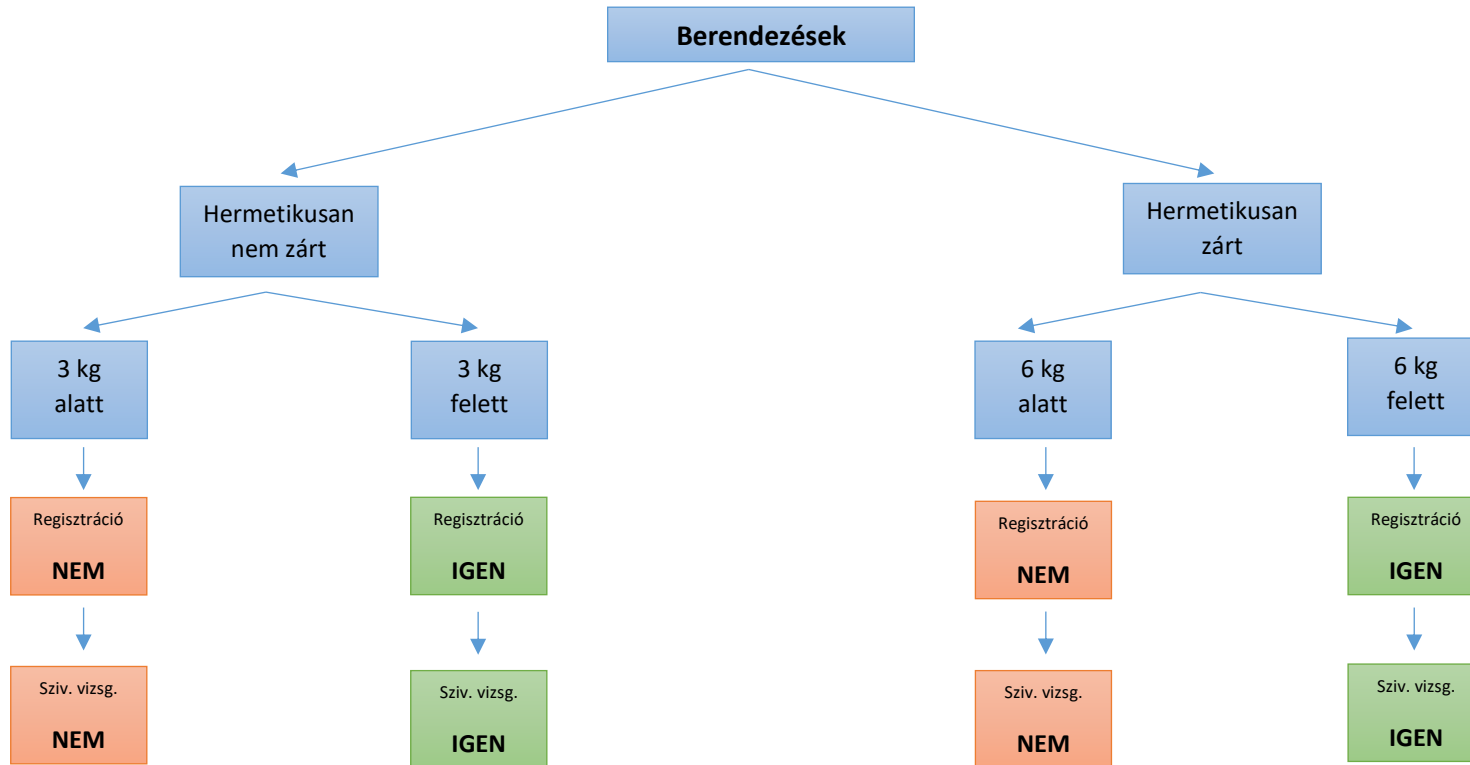 Berendezések
Hermetikusan
nem zárt
Hermetikusan
zárt
3 kg
alatt
3 kg
felett
6 kg
alatt
6 kg
felett
Regisztráció
NEM
Regisztráció
IGEN
Regisztráció
NEM
Regisztráció
IGEN
Sziv. vizsg.
NEM
Sziv. vizsg.
IGEN
Sziv. vizsg.
NEM
Sziv. vizsg.
IGEN